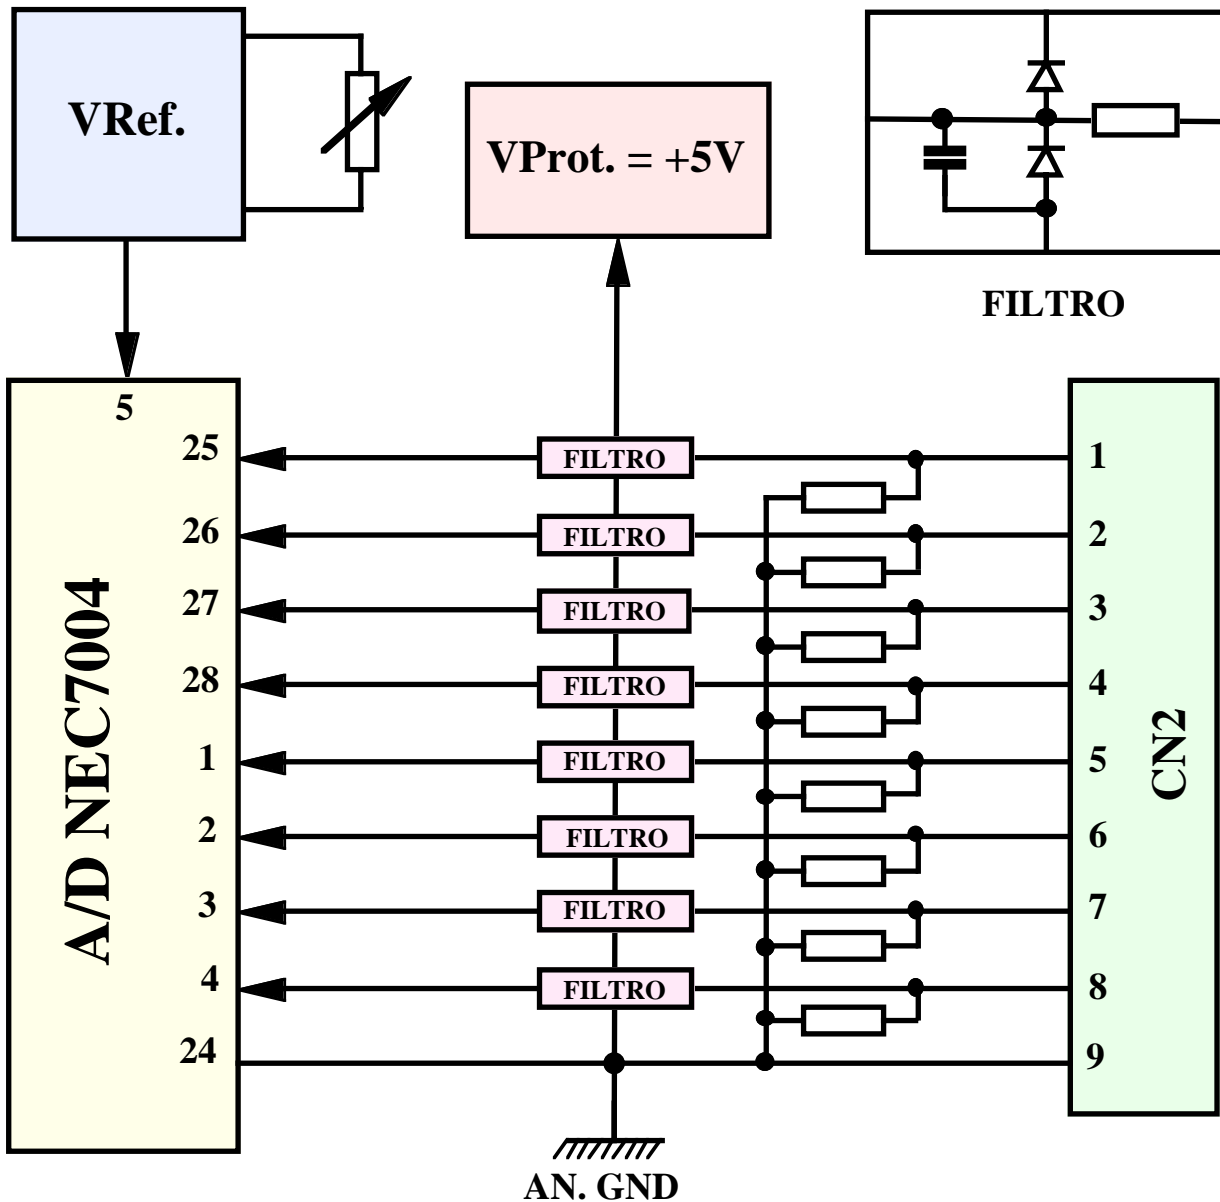 VRef.
VProt. = +5V
FILTRO
5
25
FILTRO
1
26
FILTRO
2
27
FILTRO
3
28
FILTRO
4
1
FILTRO
5
2
FILTRO
6
3
FILTRO
7
4
FILTRO
8
24
9
A/D NEC7004
CN2
AN. GND